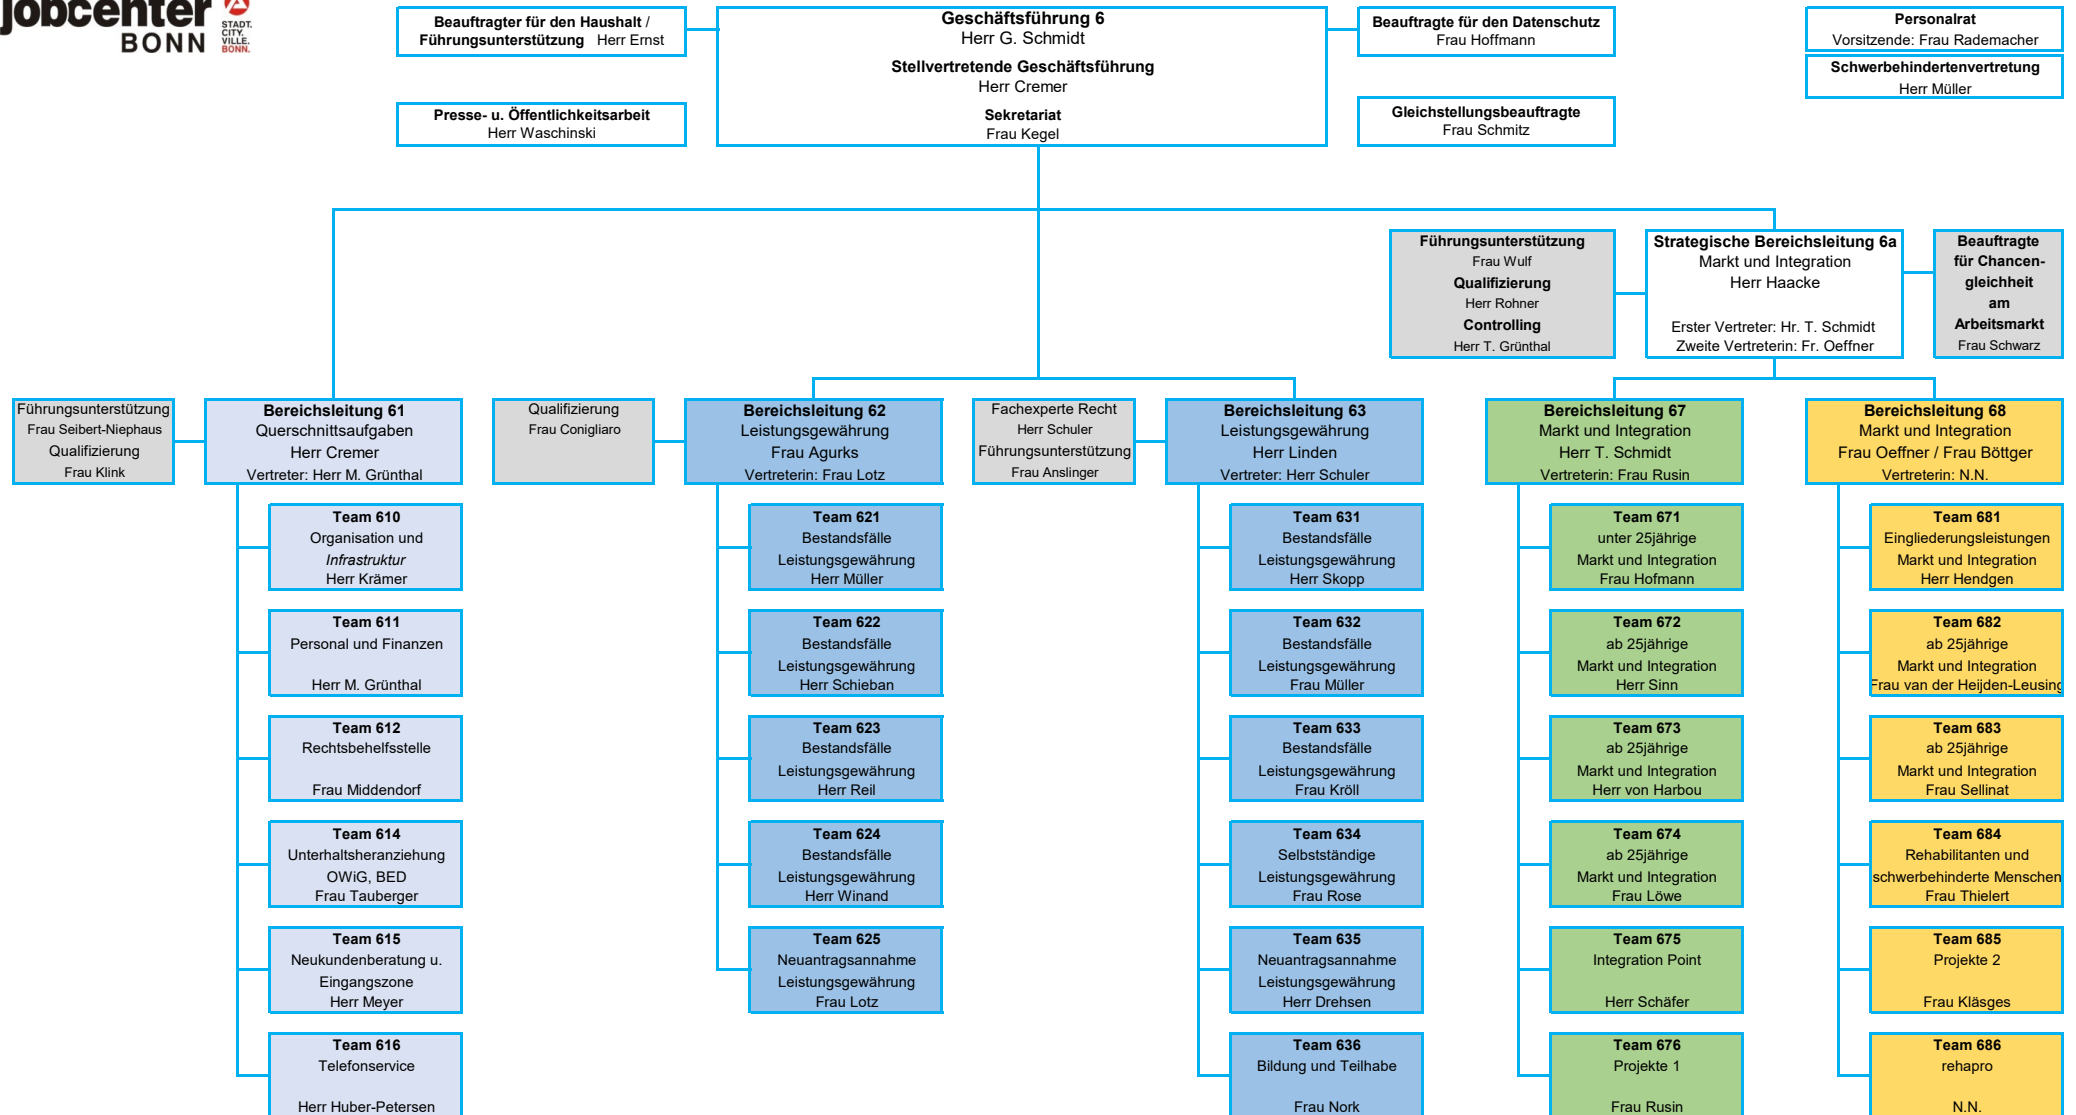 jobcenter
BONN
STADT.
CITY.
VILLE.
BONN.
Beauftragter für den Haushalt /
Führungsunterstützung Herr Ernst
Presse- u. Öffentlichkeitsarbeit
Herr Waschinski
Geschäftsführung 6
Herr G. Schmidt
Stellvertretende Geschäftsführung
Herr Cremer
Sekretariat
Frau Kegel
Beauftragte für den Datenschutz
Frau Hoffmann
Gleichstellungsbeauftragte
Frau Schmitz
Personalrat
Vorsitzende: Frau Rademacher
Schwerbehindertenvertretung
Herr Müller
Führungsunterstützung
Frau Wulf
Qualifizierung
Herr Rohner
Controlling
Herr T. Grünthal
Strategische Bereichsleitung 6a
Markt und Integration
Herr Haacke
Erster Vertreter: Hr. T. Schmidt
Zweite Vertreterin: Fr. Oeffner
Beauftragte
für Chancen-
gleichheit
am
Arbeitsmarkt
Frau Schwarz
Führungsunterstützung
Frau Seibert-Niephaus
Qualifizierung
Frau Klink
Bereichsleitung 61
Querschnittsaufgaben
Herr Cremer
Vertreter: Herr M. Grünthal
Qualifizierung
Frau Conigliaro
Bereichsleitung 62
Leistungsgewährung
Frau Agurks
Vertreterin: Frau Lotz
Fachexperte Recht
Herr Schuler
Führungsunterstützung
Frau Anslinger
Bereichsleitung 63
Leistungsgewährung
Herr Linden
Vertreter: Herr Schuler
Bereichsleitung 67
Markt und Integration
Herr T. Schmidt
Vertreterin: Frau Rusin
Bereichsleitung 68
Markt und Integration
Frau Oeffner / Frau Böttger
Vertreterin: N.N.
Team 610
Organisation und
Infrastruktur
Herr Krämer
Team 621
Bestandsfälle
Leistungsgewährung
Herr Müller
Team 631
Bestandsfälle
Leistungsgewährung
Herr Skopp
Team 671
unter 25jährige
Markt und Integration
Frau Hofmann
Team 681
Eingliederungsleistungen
Markt und Integration
Herr Hendgen
Team 611
Personal und Finanzen
Herr M. Grünthal
Team 622
Bestandsfälle
Leistungsgewährung
Herr Schieban
Team 632
Bestandsfälle
Leistungsgewährung
Frau Müller
Team 672
ab 25jährige
Markt und Integration
Herr Sinn
Team 682
ab 25jährige
Markt und Integration
Frau van der Heijden-Leusing
Team 612
Rechtsbehelfsstelle
Frau Middendorf
Team 623
Bestandsfälle
Leistungsgewährung
Herr Reil
Team 633
Bestandsfälle
Leistungsgewährung
Frau Kröll
Team 673
ab 25jährige
Markt und Integration
Herr von Harbou
Team 683
ab 25jährige
Markt und Integration
Frau Sellinat
Team 614
Unterhaltsheranziehung
OWiG, BED
Frau Tauberger
Team 624
Bestandsfälle
Leistungsgewährung
Herr Winand
Team 634
Selbstständige
Leistungsgewährung
Frau Rose
Team 674
ab 25jährige
Markt und Integration
Frau Löwe
Team 684
Rehabilitanten und
schwerbehinderte Menschen
Frau Thielert
Team 615
Neukundenberatung u.
Eingangszone
Herr Meyer
Team 625
Neuantragsannahme
Leistungsgewährung
Frau Lotz
Team 635
Neuantragsannahme
Leistungsgewährung
Herr Drehsen
Team 675
Integration Point
Herr Schäfer
Team 685
Projekte 2
Frau Kläsges
Team 616
Telefonservice
Herr Huber-Petersen
Team 636
Bildung und Teilhabe
Frau Nork
Team 676
Projekte 1
Frau Rusin
Team 686
rehapro
N.N.